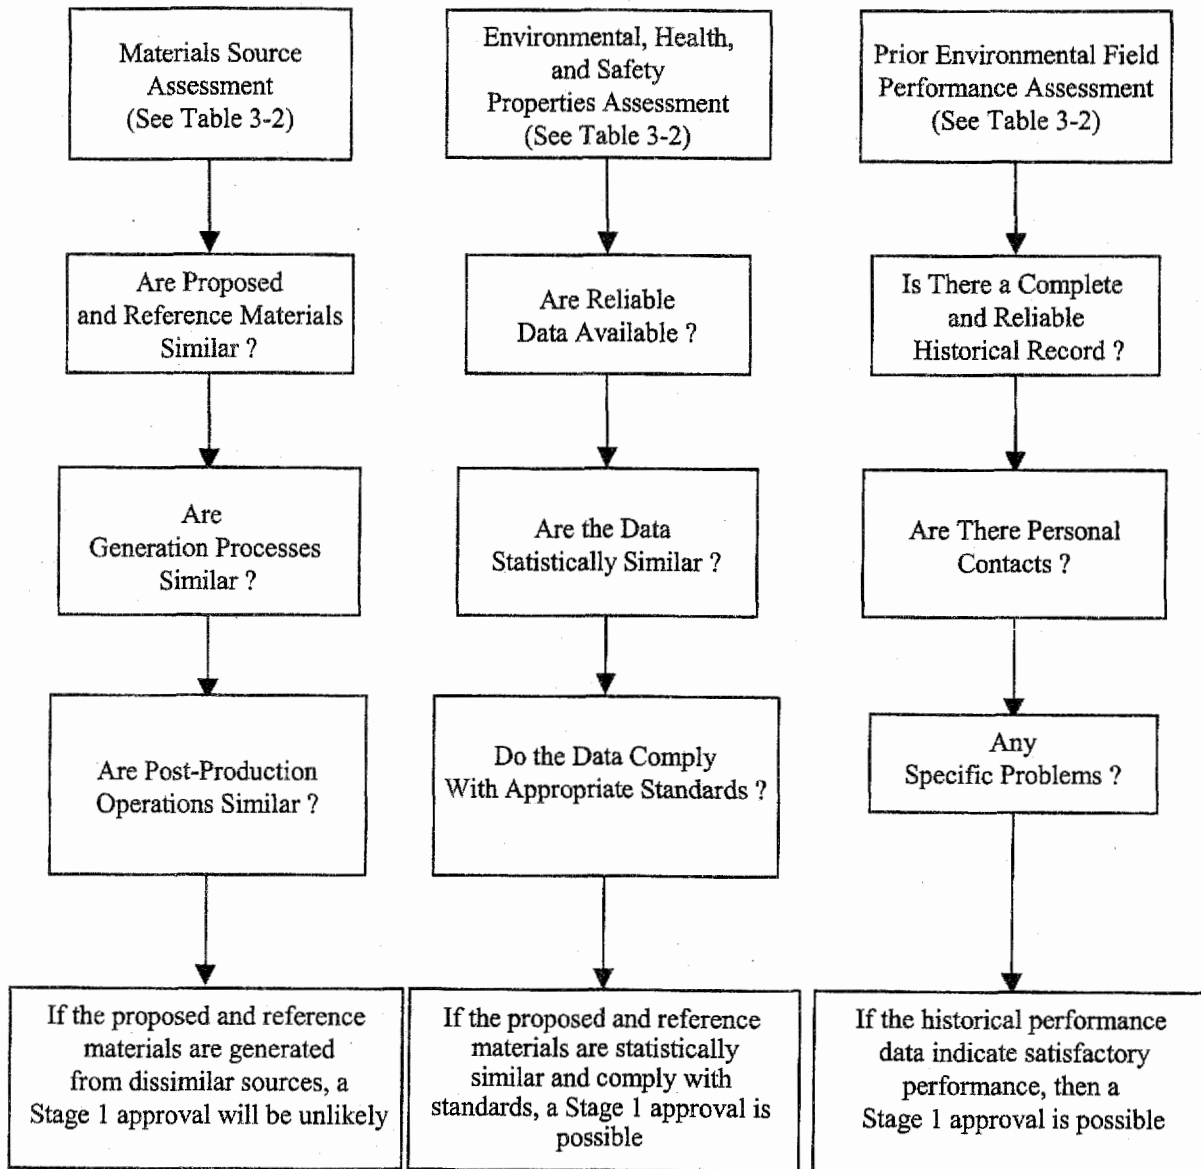 Materials Source
Assessment
(See Table 3-2)
Are Proposed
and Reference Materials
Similar ?
Are
Generation Processes
Similar ?
Are Post-Production
Operations Similar ?
If the proposed and reference
materials are generated
from dissimilar sources, a
Stage 1 approval will be unlikely
Environmental, Health,
and Safety
Properties Assessment
(See Table 3-2)
Are Reliable
Data Available ?
Are the Data
Statistically Similar ?
Do the Data Comply
With Appropriate Standards ?
If the proposed and reference
materials are statistically
similar and comply with
standards, a Stage 1 approval is
possible
Prior Environmental Field
Performance Assessment
(See Table 3-2)
Is There a Complete
and Reliable
Historical Record ?
Are There Personal
Contacts ?
Any
Specific Problems ?
If the historical performance
data indicate satisfactory
performance, then a
Stage 1 approval is possible